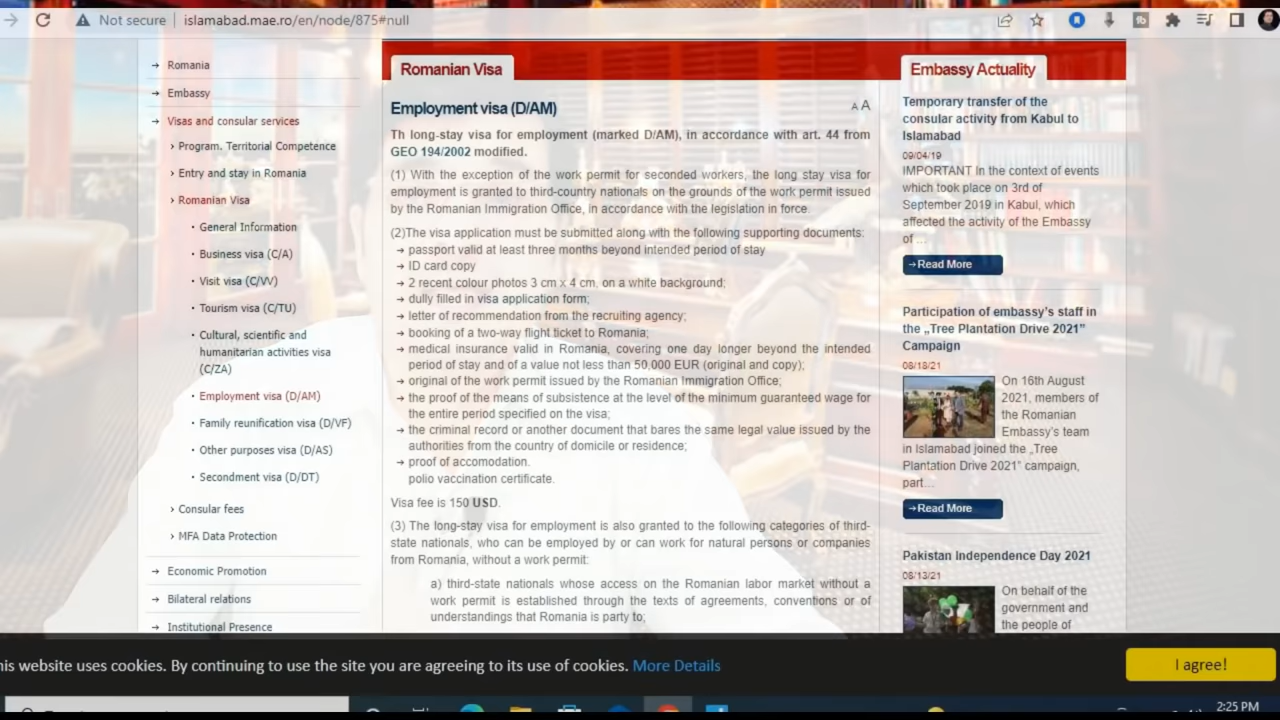 Not secure
islamabad.mae.ro/en/node/875#null
Romania
Embassy
Visas and consular services
Program. Territorial Competence
Entry and stay in Romania
Romanian Visa
General Information
Business visa (C/A)
Visit visa (C/VV)
Tourism visa (C/TU)
Cultural, scientific and
humanitarian activities visa
(C/ZA)
Employment visa (D/AM)
Family reunification visa (D/VF)
Other purposes visa (D/AS)
Secondment visa (D/DT)
Consular fees
MFA Data Protection
Economic Promotion
Bilateral relations
Institutional Presence
Romanian Visa
Employment visa (D/AM)
A A
Th long-stay visa for employment (marked D/AM), in accordance with art. 44 from
GEO 194/2002 modified.
(1) With the exception of the work permit for seconded workers, the long stay visa for
employment is granted to third-country nationals on the grounds of the work permit issued
by the Romanian Immigration Office, in accordance with the legislation in force.
(2)The visa application must be submitted along with the following supporting documents:
passport valid at least three months beyond intended period of stay
ID card copy
2 recent colour photos 3 cm x 4 cm, on a white background;
dully filled in visa application form;
letter of recommendation from the recruiting agency;
booking of a two-way flight ticket to Romania;
medical insurance valid in Romania, covering one day longer beyond the intended
period of stay and of a value not less than 50,000 EUR (original and copy);
original of the work permit issued by the Romanian Immigration Office;
the proof of the means of subsistence at the level of the minimum guaranteed wage for
the entire period specified on the visa;
the criminal record or another document that bares the same legal value issued by the
authorities from the country of domicile or residence;
proof of accomodation.
polio vaccination certificate.
Visa fee is 150 USD.
(3) The long-stay visa for employment is also granted to the following categories of third-
state nationals, who can be employed by or can work for natural persons or companies
from Romania, without a work permit:
a) third-state nationals whose access on the Romanian labor market without a
work permit is established through the texts of agreements, conventions or of
understandings that Romania is party to;
Embassy Actuality
Temporary transfer of the
consular activity from Kabul to
Islamabad
09/04/19
IMPORTANT In the context of events
which took place on 3rd of
September 2019 in Kabul, which
affected the activity of the Embassy
of ...
Read More
Participation of embassy's staff in
the „Tree Plantation Drive 2021”
Campaign
08/18/21
On 16th August
2021, members of
the Romanian
Embassy's team
in Islamabad joined the „Tree
Plantation Drive 2021” campaign,
part...
Read More
Pakistan Independence Day 2021
08/13/21
On behalf of the
government and
the people of
his website uses cookies. By continuing to use the site you are agreeing to its use of cookies. More Details
I agree!
2:25 PM